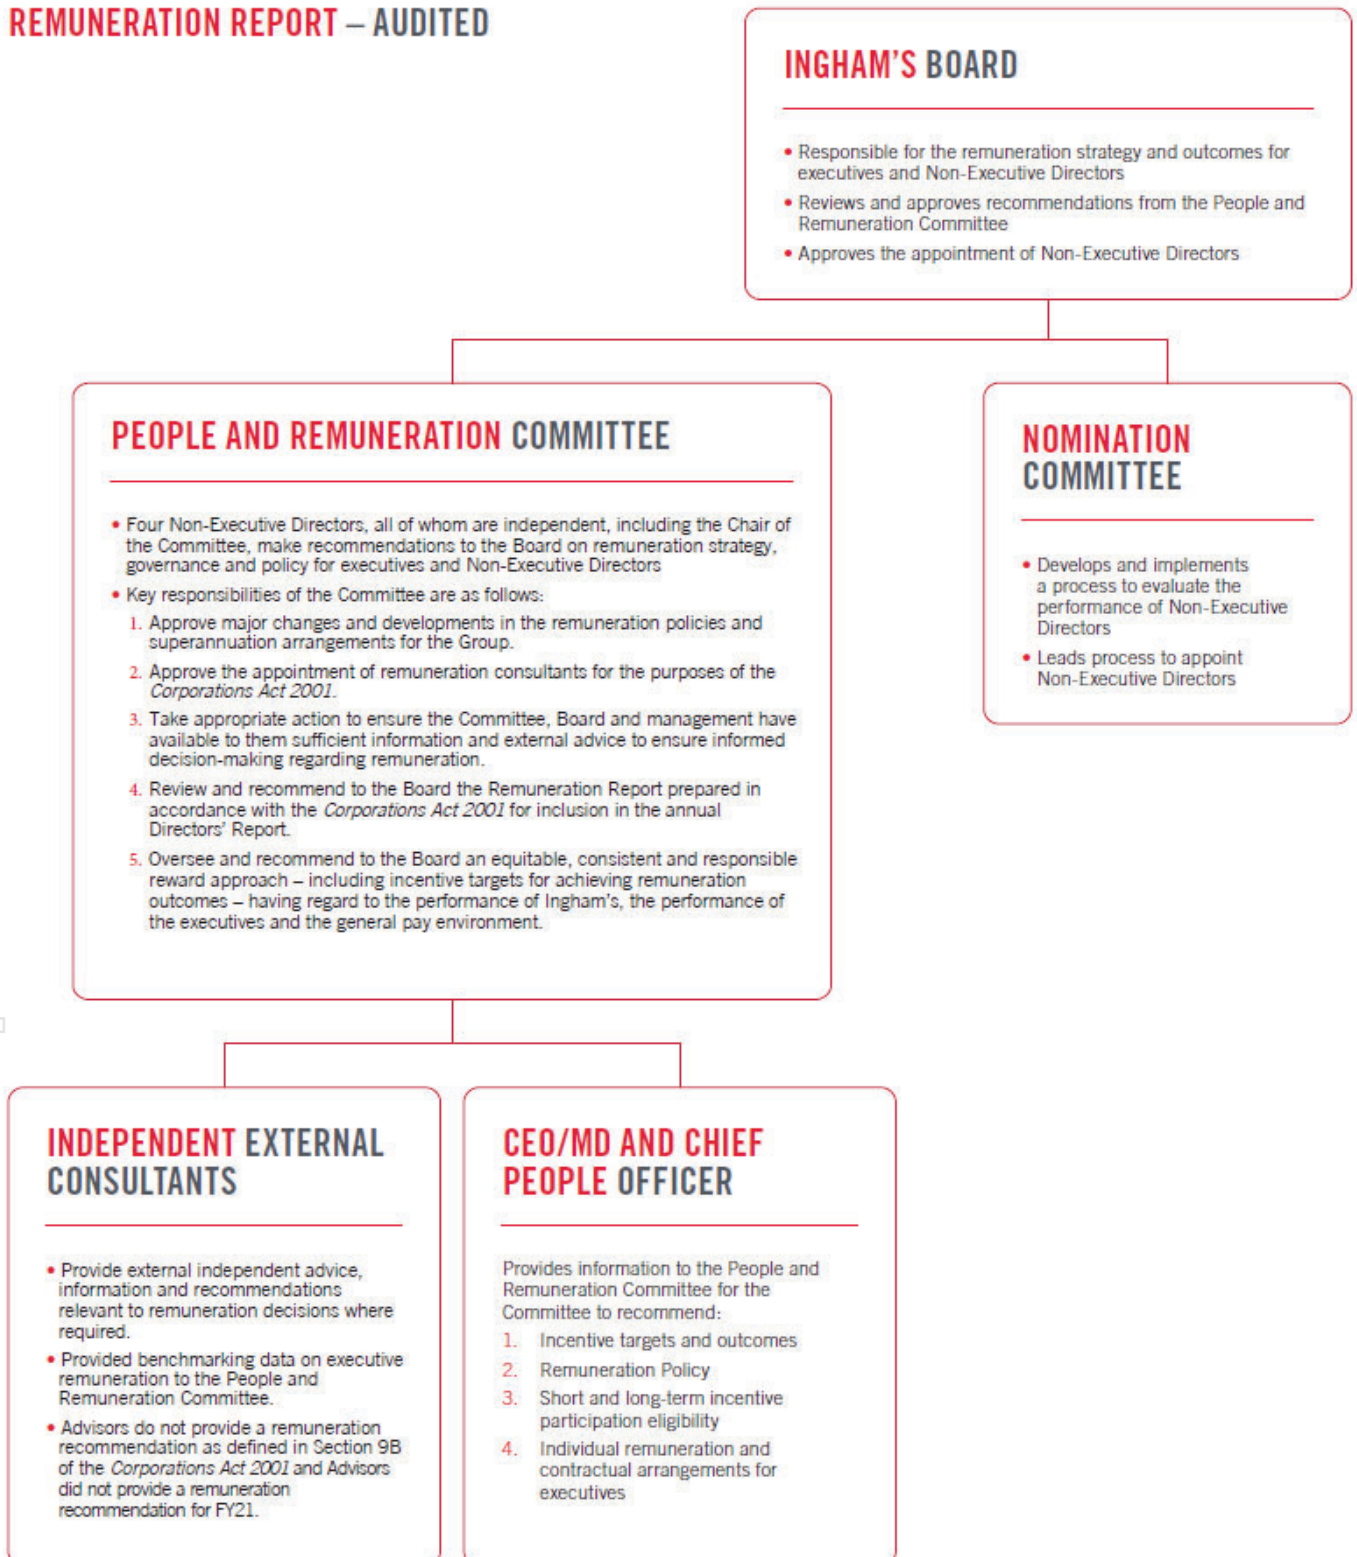 REMUNERATION REPORT – AUDITED
INGHAM'S BOARD
• Responsible for the remuneration strategy and outcomes for
executives and Non-Executive Directors
• Reviews and approves recommendations from the People and
Remuneration Committee
• Approves the appointment of Non-Executive Directors
PEOPLE AND REMUNERATION COMMITTEE
• Four Non-Executive Directors, all of whom are independent, including the Chair of
the Committee, make recommendations to the Board on remuneration strategy,
governance and policy for executives and Non-Executive Directors
• Key responsibilities of the Committee are as follows:
1. Approve major changes and developments in the remuneration policies and
superannuation arrangements for the Group.
2. Approve the appointment of remuneration consultants for the purposes of the
Corporations Act 2001.
3. Take appropriate action to ensure the Committee, Board and management have
available to them sufficient information and external advice to ensure informed
decision-making regarding remuneration.
4. Review and recommend to the Board the Remuneration Report prepared in
accordance with the Corporations Act 2001 for inclusion in the annual
Directors' Report.
5. Oversee and recommend to the Board an equitable, consistent and responsible
reward approach – including incentive targets for achieving remuneration
outcomes – having regard to the performance of Ingham's, the performance of
the executives and the general pay environment.
NOMINATION
COMMITTEE
• Develops and implements
a process to evaluate the
performance of Non-Executive
Directors
• Leads process to appoint
Non-Executive Directors
INDEPENDENT EXTERNAL
CONSULTANTS
• Provide external independent advice,
information and recommendations
relevant to remuneration decisions where
required.
• Provided benchmarking data on executive
remuneration to the People and
Remuneration Committee.
• Advisors do not provide a remuneration
recommendation as defined in Section 9B
of the Corporations Act 2001 and Advisors
did not provide a remuneration
recommendation for FY21.
CEO/MD AND CHIEF
PEOPLE OFFICER
Provides information to the People and
Remuneration Committee for the
Committee to recommend:
1. Incentive targets and outcomes
2. Remuneration Policy
3. Short and long-term incentive
participation eligibility
4. Individual remuneration and
contractual arrangements for
executives